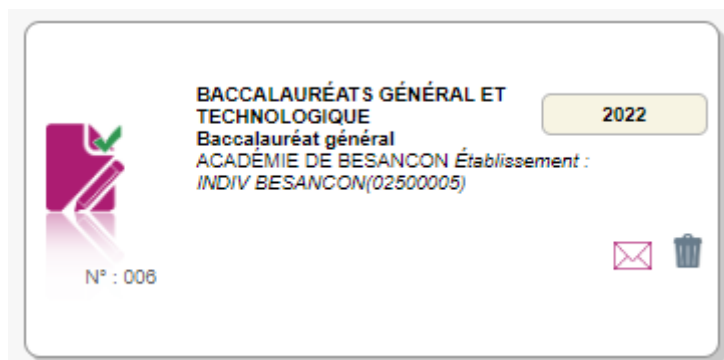 BACCALAURÉATS GÉNÉRAL ET
TECHNOLOGIQUE
2022
Baccalauréat général
ACADÉMIE DE BESANCON Établissement :
INDIV BESANCON(02500005)
N° : 006